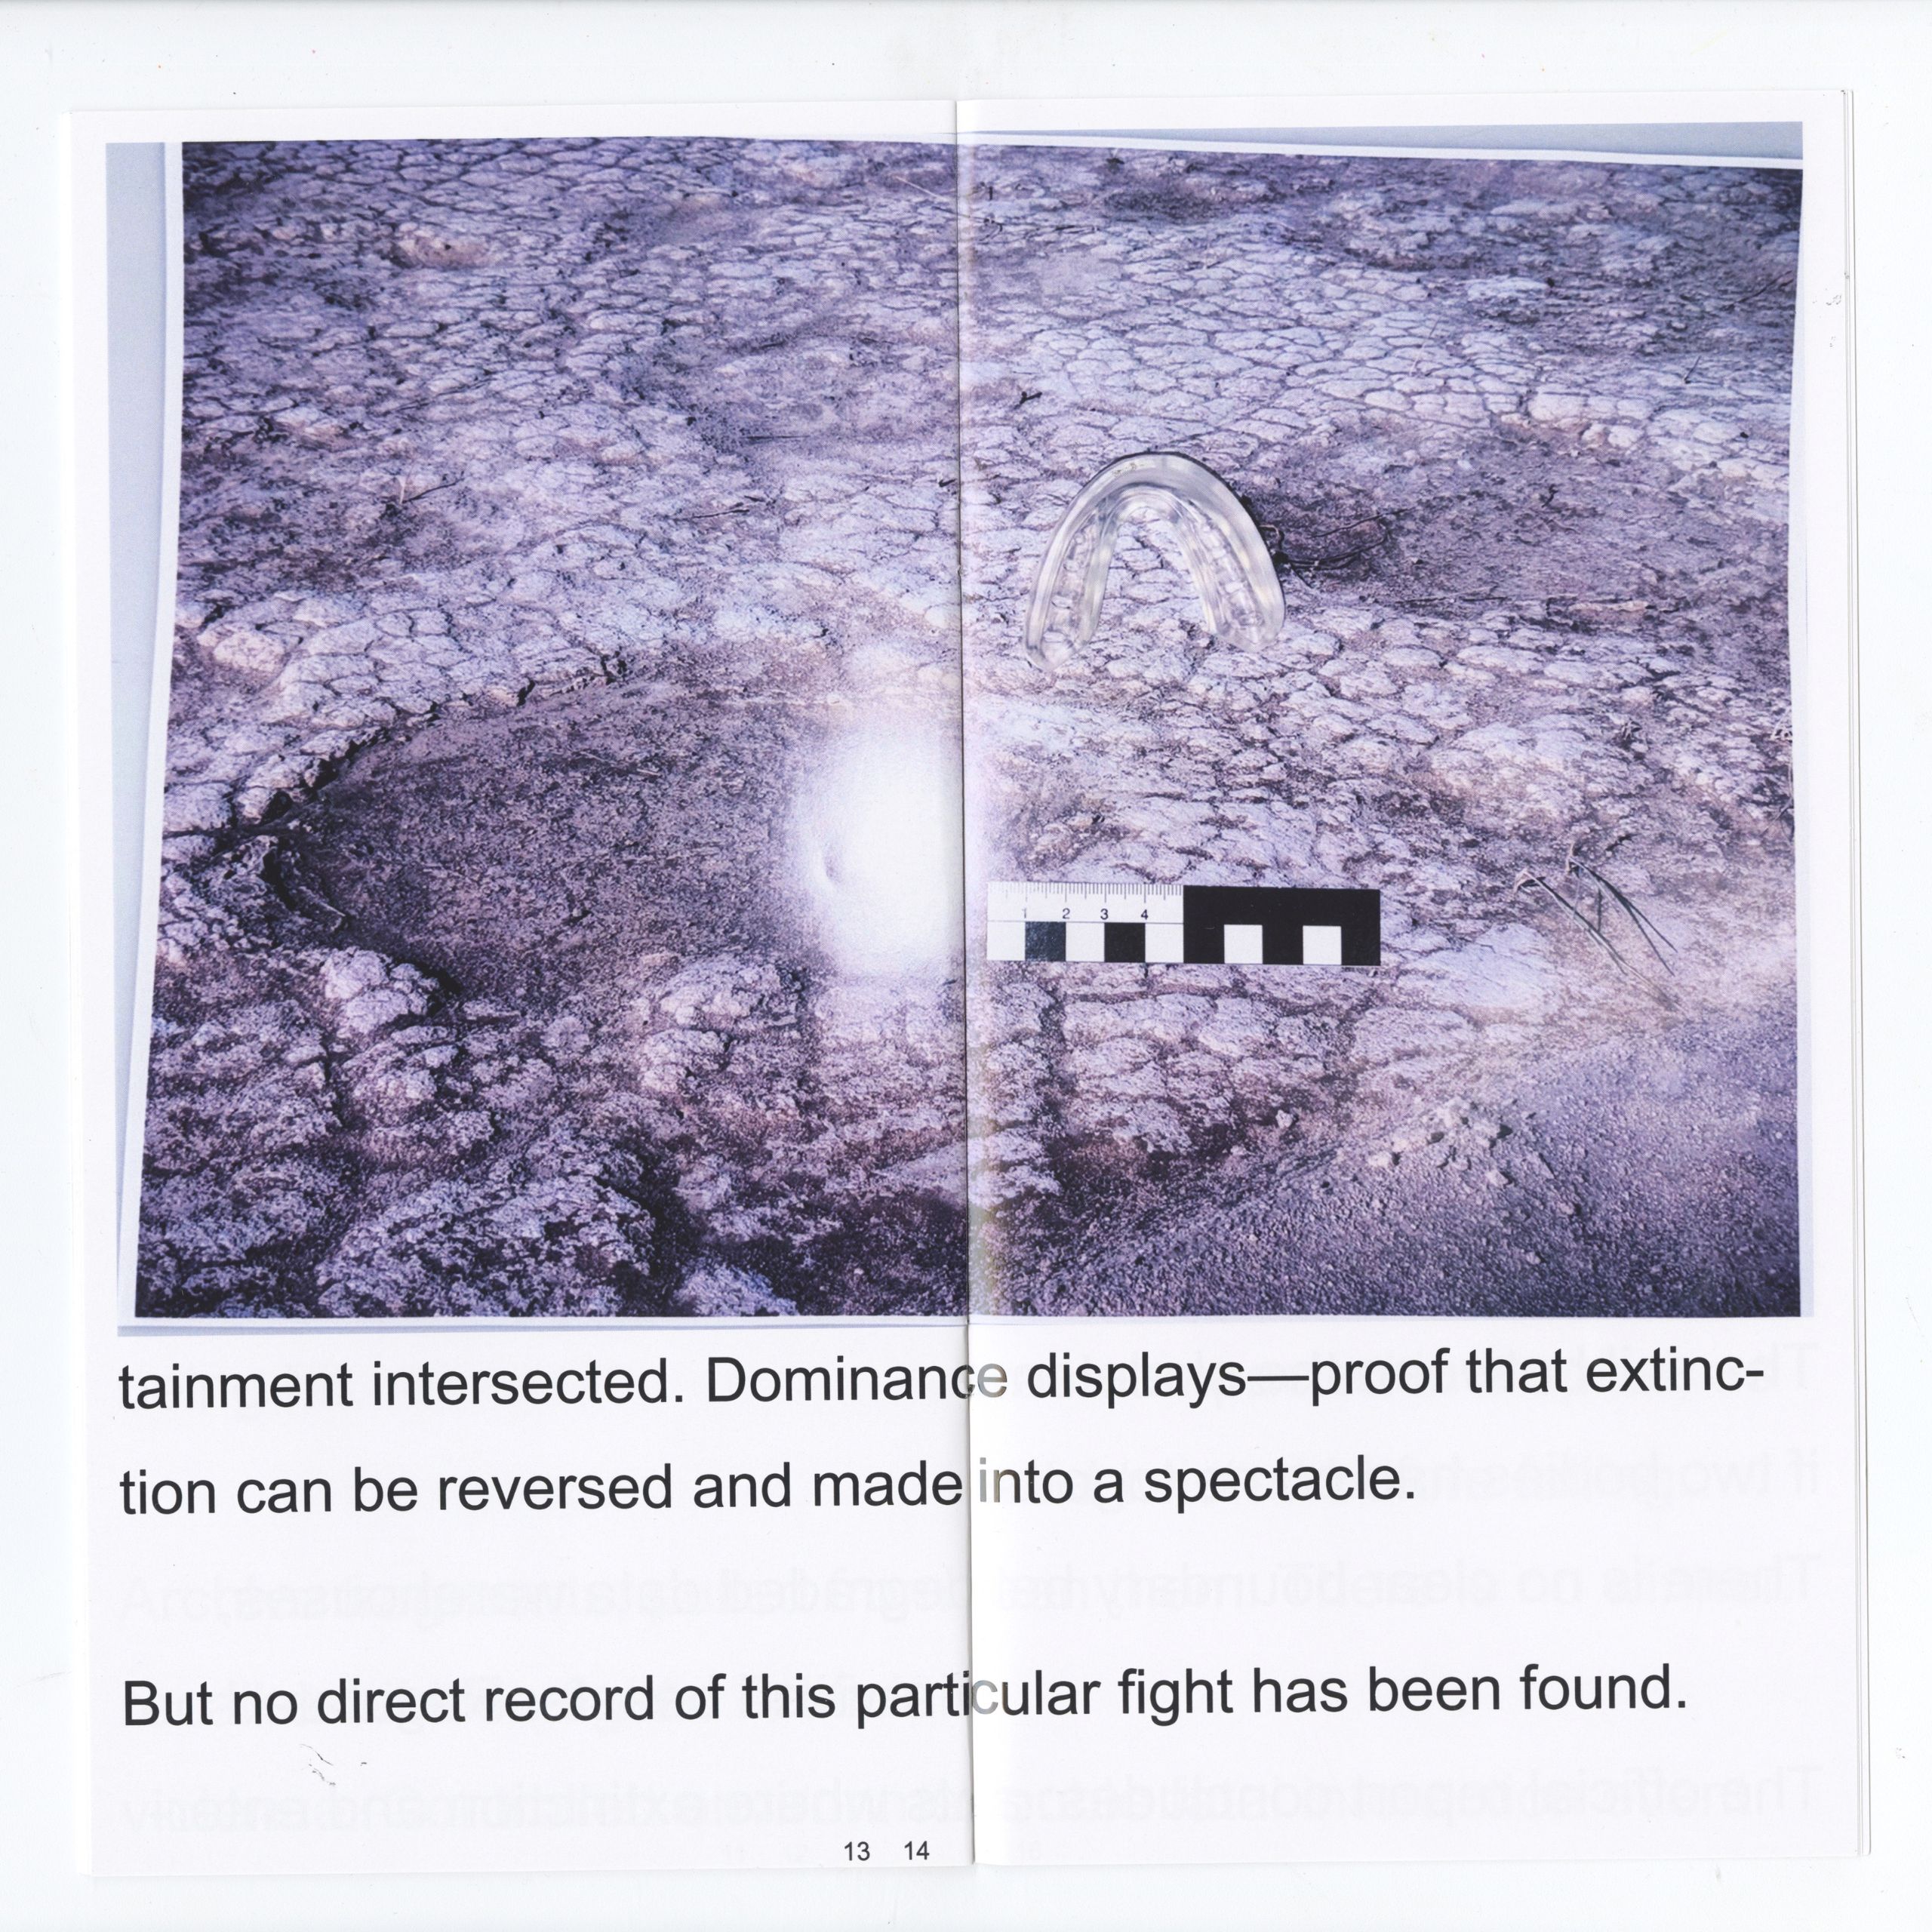 1 2 3 4
tainment intersected. Dominance displays—proof that extinc-
tion can be reversed and made into a spectacle.
But no direct record of this particular fight has been found.
13 14